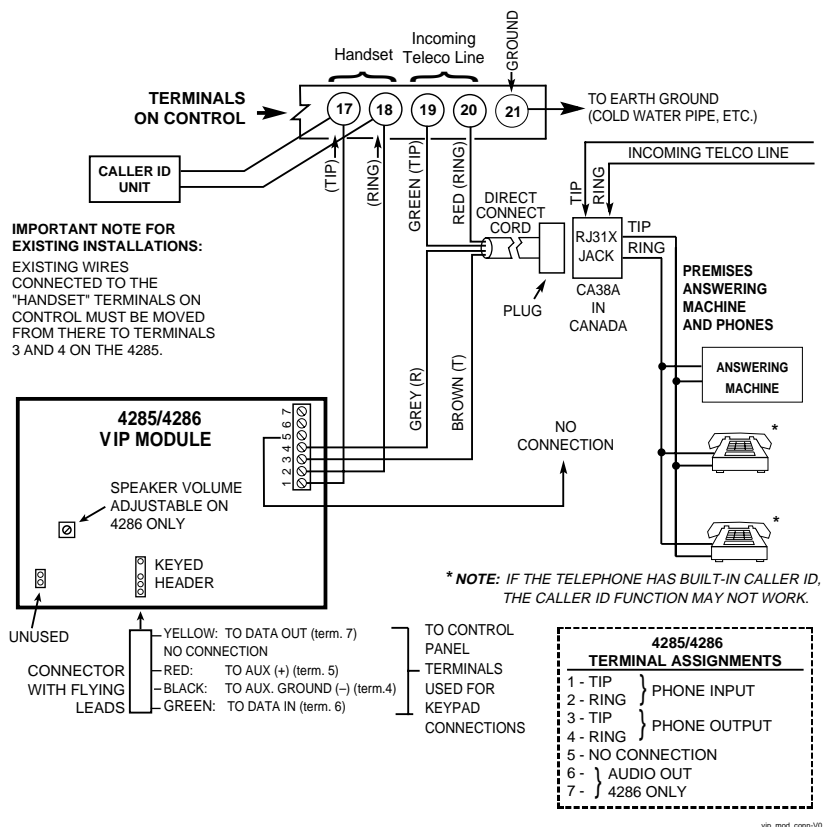 Handset
Incoming
Teleco Line
GROUND
TERMINALS
ON CONTROL
17
18
19
20
21
TO EARTH GROUND
(COLD WATER PIPE, ETC.)
INCOMING TELCO LINE
CALLER ID
UNIT
(TIP)
(RING)
GREEN (TIP)
RED (RING)
DIRECT
CONNECT
CORD
TIP
RING
RJ31X
JACK
TIP
RING
PLUG
CA38A
IN
CANADA
IMPORTANT NOTE FOR
EXISTING INSTALLATIONS:
EXISTING WIRES
CONNECTED TO THE
"HANDSET" TERMINALS ON
CONTROL MUST BE MOVED
FROM THERE TO TERMINALS
3 AND 4 ON THE 4285.
PREMISES
ANSWERING
MACHINE
AND PHONES
ANSWERING
MACHINE
*
*
GREY (R)
BROWN (T)
NO
CONNECTION
4285/4286
VIP MODULE
7
6
5
4
3
2
1
SPEAKER VOLUME
ADJUSTABLE ON
4286 ONLY
KEYED
HEADER
UNUSED
* NOTE: IF THE TELEPHONE HAS BUILT-IN CALLER ID,
THE CALLER ID FUNCTION MAY NOT WORK.
CONNECTOR
WITH FLYING
LEADS
YELLOW: TO DATA OUT (term. 7)
NO CONNECTION
RED: TO AUX (+) (term. 5)
BLACK: TO AUX. GROUND (–) (term.4)
GREEN: TO DATA IN (term. 6)
TO CONTROL
PANEL
TERMINALS
USED FOR
KEYPAD
CONNECTIONS
4285/4286
TERMINAL ASSIGNMENTS
1 - TIP
2 - RING
PHONE INPUT
3 - TIP
4 - RING
PHONE OUTPUT
5 - NO CONNECTION
6 - AUDIO OUT
7 - 4286 ONLY
vip_mod_conn-V0